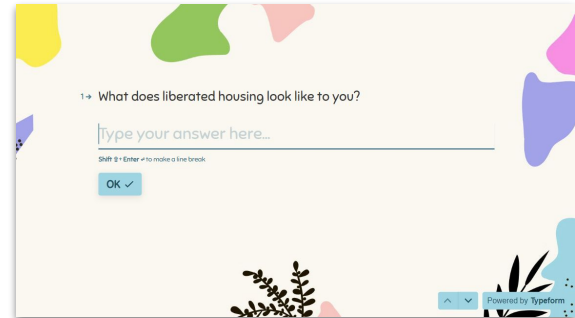 1→ What does liberated housing look like to you?
Type your answer here...
Shift ⇧ + Enter ↵ to make a line break
OK ✓
Powered by Typeform